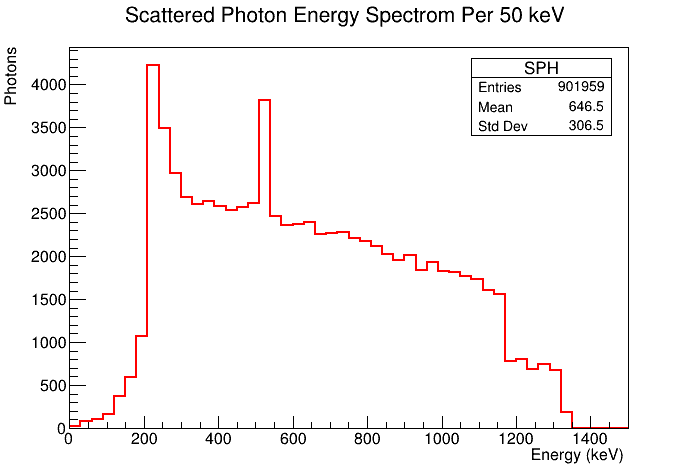 Scattered Photon Energy Spectrom Per 50 keV
Photons
SPH
Entries 901959
Mean 646.5
Std Dev 306.5
4000
3500
3000
2500
2000
1500
1000
500
0
0 200 400 600 800 1000 1200 1400
Energy (keV)